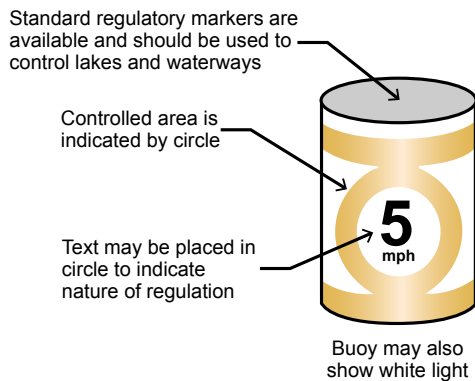 Standard regulatory markers are
available and should be used to
control lakes and waterways
Controlled area is
indicated by circle
5
mph
Text may be placed in
circle to indicate
nature of regulation
Buoy may also
show white light